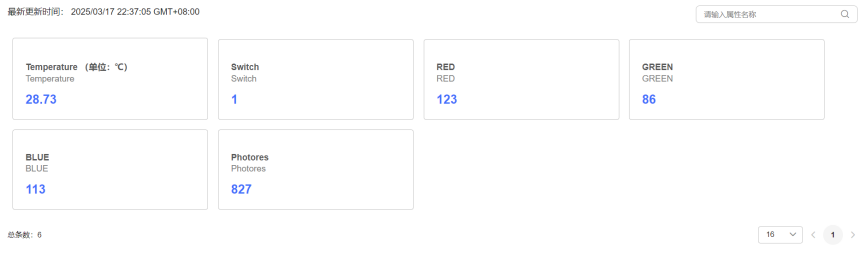 最新更新时间： 2025/03/17 22:37:05 GMT+08:00
请输入属性名称
Temperature （单位：℃）
Temperature
28.73
Switch
Switch
1
RED
RED
123
GREEN
GREEN
86
BLUE
BLUE
113
Photores
Photores
827
总条数：6
16
1